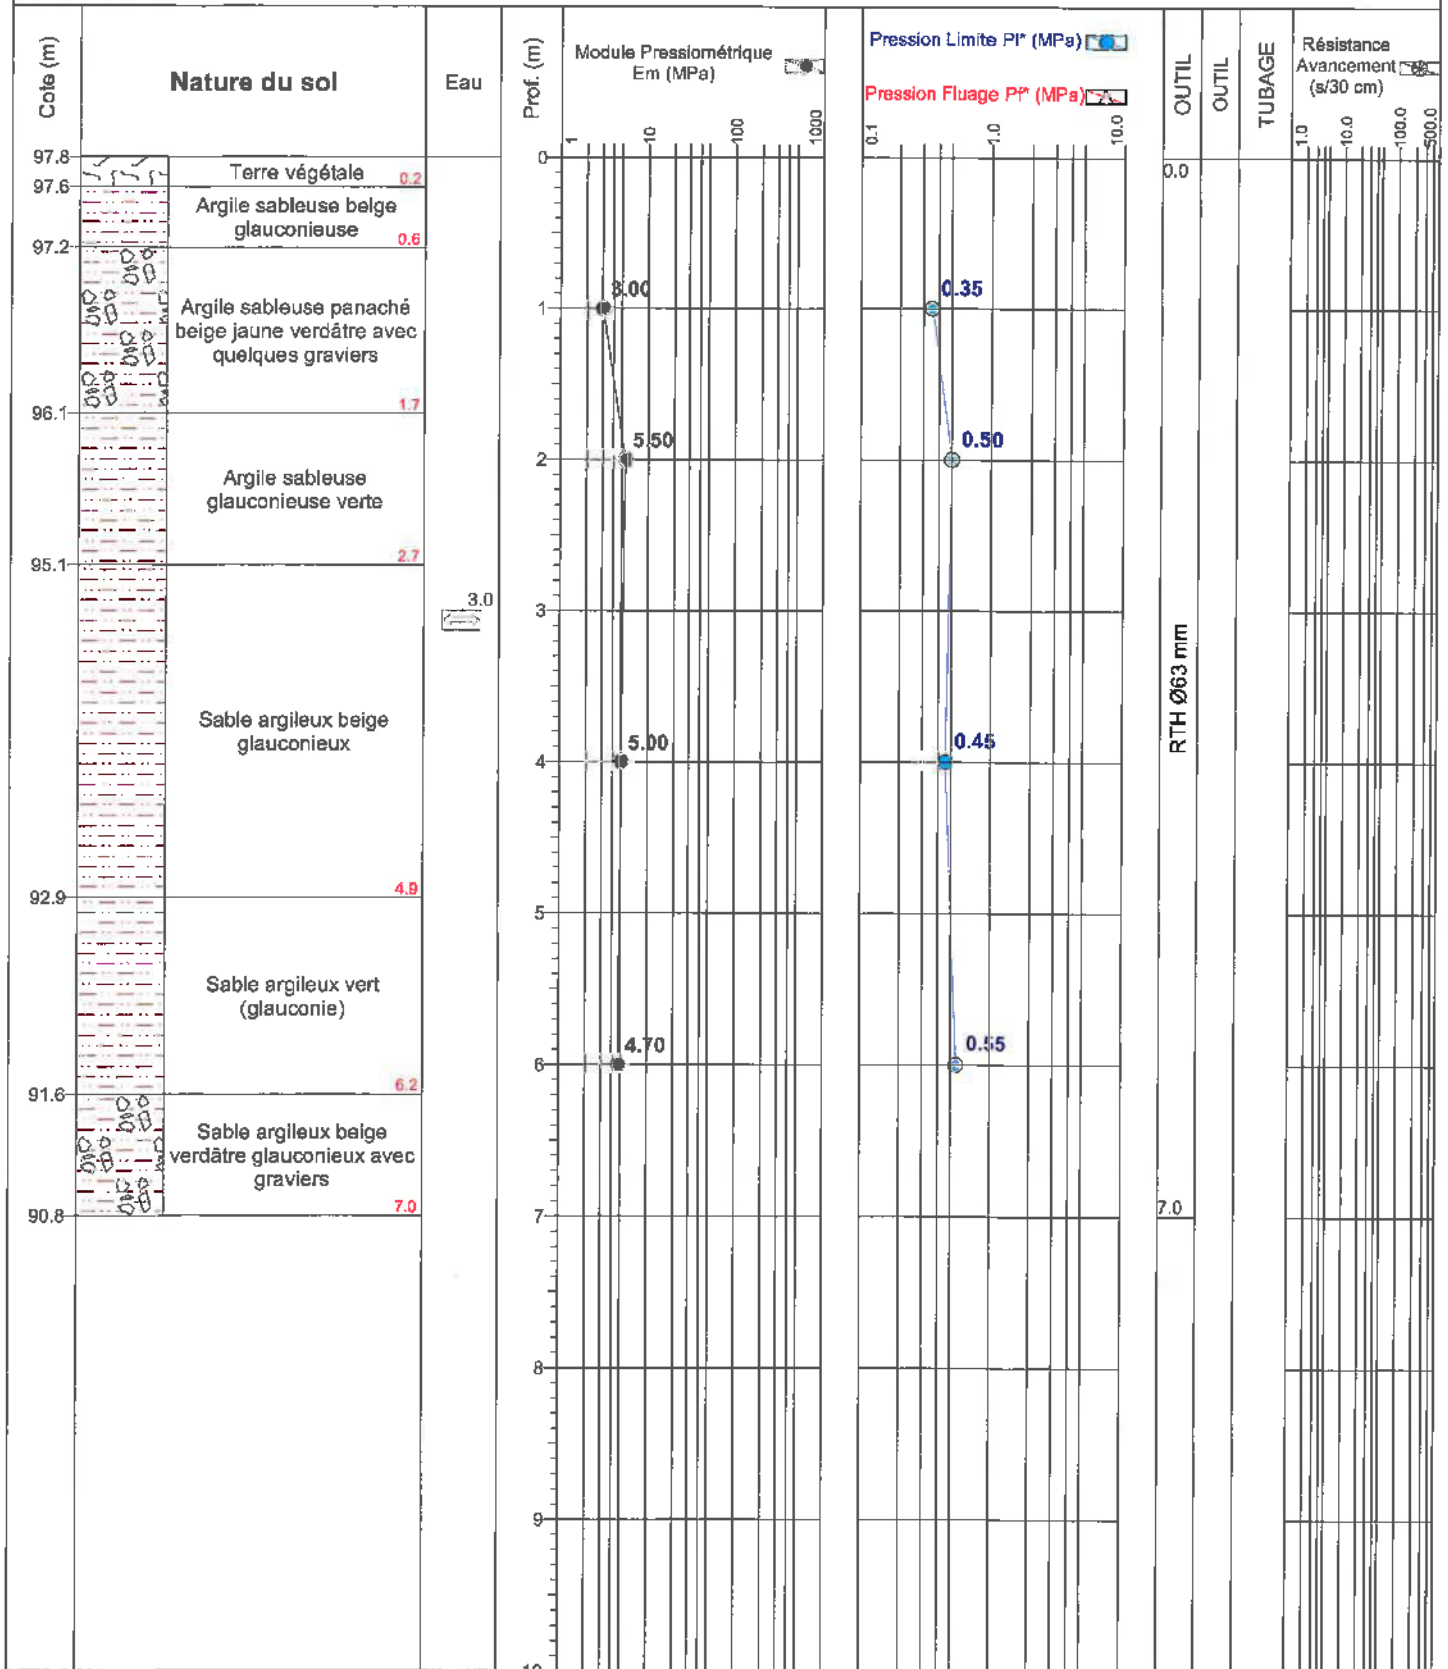 Cote (m)
Nature du sol
Eau
Prof. (m)
Module Pressiométrique
Em (MPa)
1
10
100
1000
Pression Limite Pl* (MPa)
Pression Fluage Pf* (MPa)
0.1
1.0
10.0
OUTIL
OUTIL
TUBAGE
Résistance
Avancement
(s/30 cm)
1.0
10.0
100.0
500.0
97.8
Terre végétale
0.2
97.6
Argile sableuse beige
glauconieuse
0.6
97.2
Argile sableuse panaché
beige jaune verdâtre avec
quelques graviers
1.7
96.1
Argile sableuse
glauconieuse verte
2.7
95.1
Sable argileux beige
glauconieux
4.9
92.9
Sable argileux vert
(glauconie)
6.2
91.6
Sable argileux beige
verdâtre glauconieux avec
graviers
7.0
90.8
3.0
0
1
2
3
4
5
6
7
8
9
10
3.00
5.50
5.00
4.70
0.35
0.50
0.45
0.55
0.0
RTH Ø63 mm
7.0